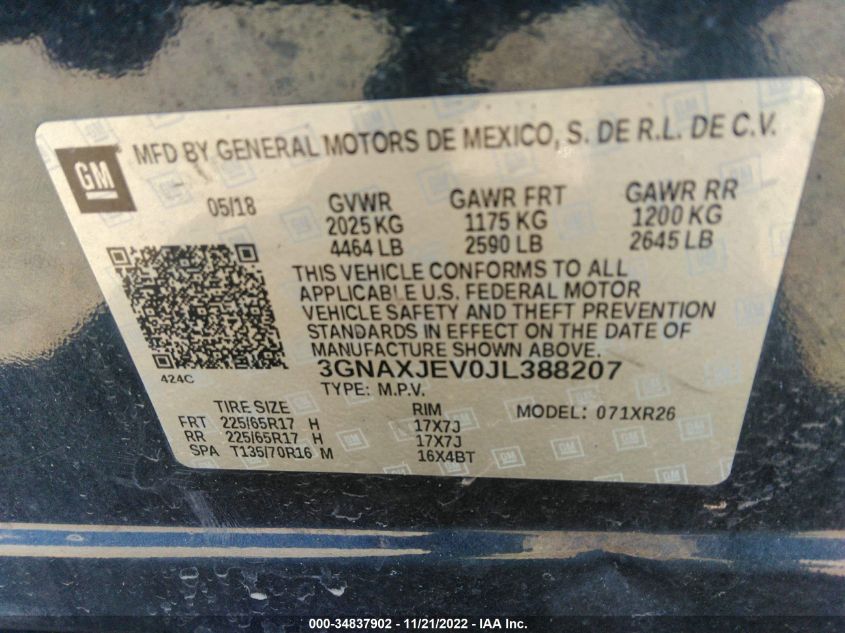 MFD BY GENERAL MOTORS DE MEXICO, S. DE R.L. DE C.V.
GM
05/18 GVWR GAWR FRT GAWR RR
2025 KG 1175 KG 1200 KG
4464 LB 2590 LB 2645 LB
THIS VEHICLE CONFORMS TO ALL
APPLICABLE U.S. FEDERAL MOTOR
VEHICLE SAFETY AND THEFT PREVENTION
STANDARDS IN EFFECT ON THE DATE OF
MANUFACTURE SHOWN ABOVE.
424C
3GNAXJEV0JL388207
TYPE: M.P.V.
TIRE SIZE RIM MODEL: 071XR26
FRT 225/65R17 H 17X7J
RR 225/65R17 H 17X7J
SPA T135/70R16 M 16X4BT
000-34837902 - 11/21/2022 - IAA Inc.